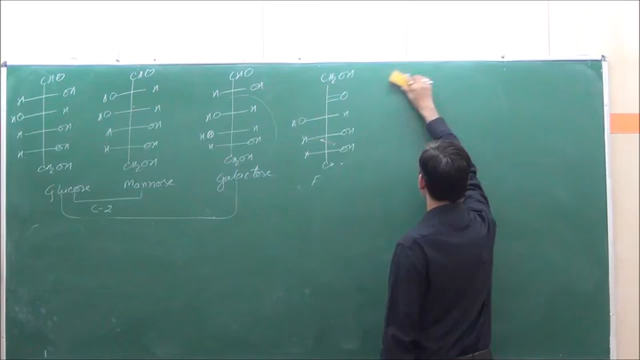 CHO CHO CHO CH₂OH
H OH HO H H OH O
HO H HO H HO H HO H
H OH H OH HO H H OH
H OH H OH H OH H OH
CH₂OH CH₂OH CH₂OH
Glucose Mannose Galactose F
C-2